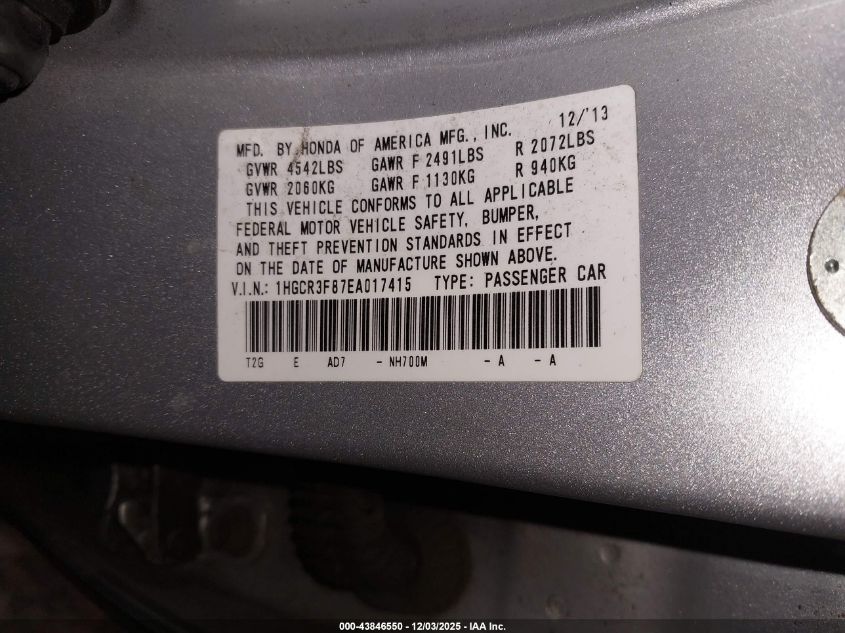 12/'13
MFD. BY HONDA OF AMERICA MFG., INC.
GVWR 4542LBS GAWR F 2491LBS R 2072LBS
GVWR 2060KG GAWR F 1130KG R 940KG
THIS VEHICLE CONFORMS TO ALL APPLICABLE
FEDERAL MOTOR VEHICLE SAFETY, BUMPER,
AND THEFT PREVENTION STANDARDS IN EFFECT
ON THE DATE OF MANUFACTURE SHOWN ABOVE.
V.I.N.: 1HGCR3F87EA017415 TYPE: PASSENGER CAR
T2G E AD7 - NH700M - A - A
000-43846550 - 12/03/2025 - IAA Inc.